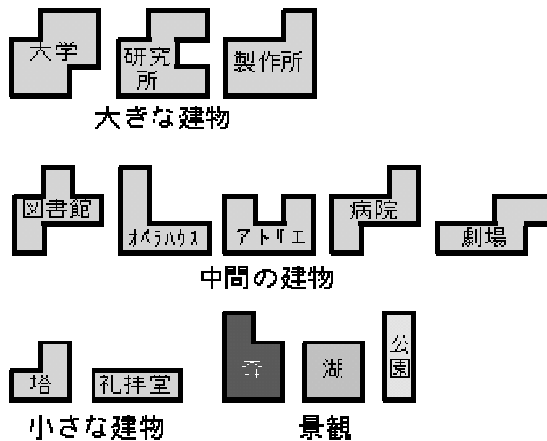 大学
研究所
製作所
大きな建物
図書館
オペラハウス
アトリエ
病院
劇場
中間の建物
塔
礼拝堂
森
湖
公園
小さな建物
景観